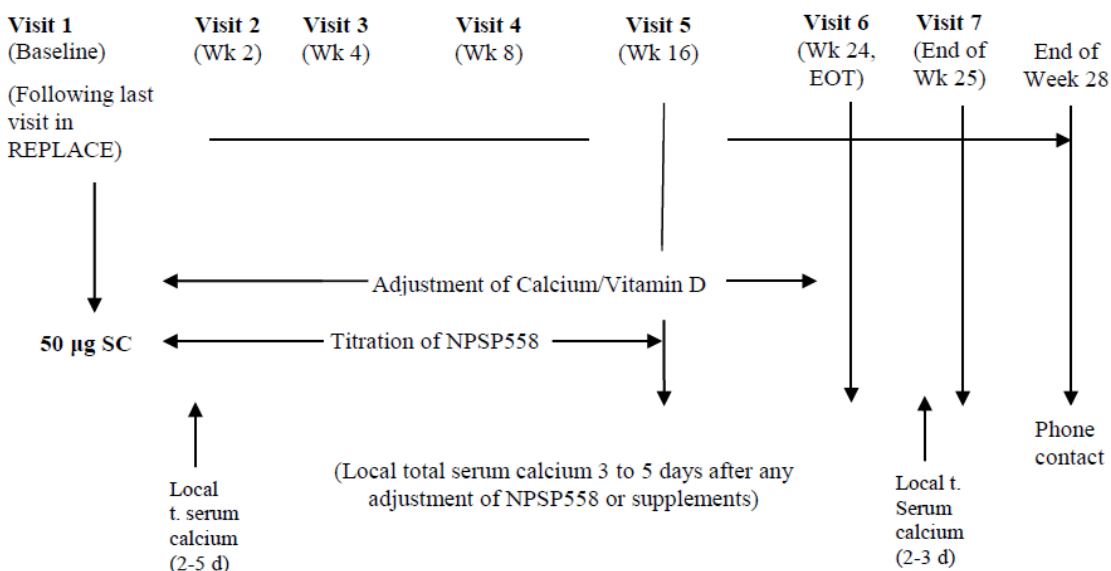 Visit 1
(Baseline)
(Following last
visit in
REPLACE)
Visit 2
(Wk 2)
Visit 3
(Wk 4)
Visit 4
(Wk 8)
Visit 5
(Wk 16)
Visit 6
(Wk 24,
EOT)
Visit 7
(End of
Wk 25)
End of
Week 28
Adjustment of Calcium/Vitamin D
50 µg SC
Titration of NPSP558
Local
t. serum
calcium
(2-5 d)
(Local total serum calcium 3 to 5 days after any
adjustment of NPSP558 or supplements)
Local t.
Serum
calcium
(2-3 d)
Phone
contact